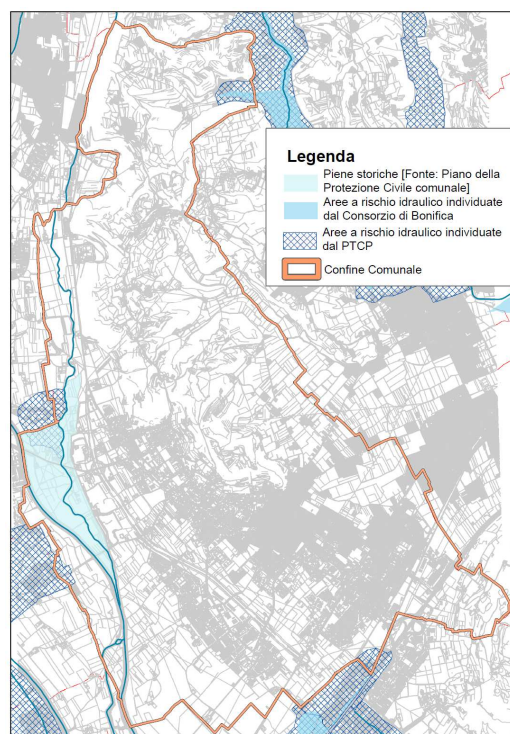 Legenda
Piene storiche [Fonte: Piano della
Protezione Civile comunale]
Aree a rischio idraulico individuate
dal Consorzio di Bonifica
Aree a rischio idraulico individuate
dal PTCP
Confine Comunale